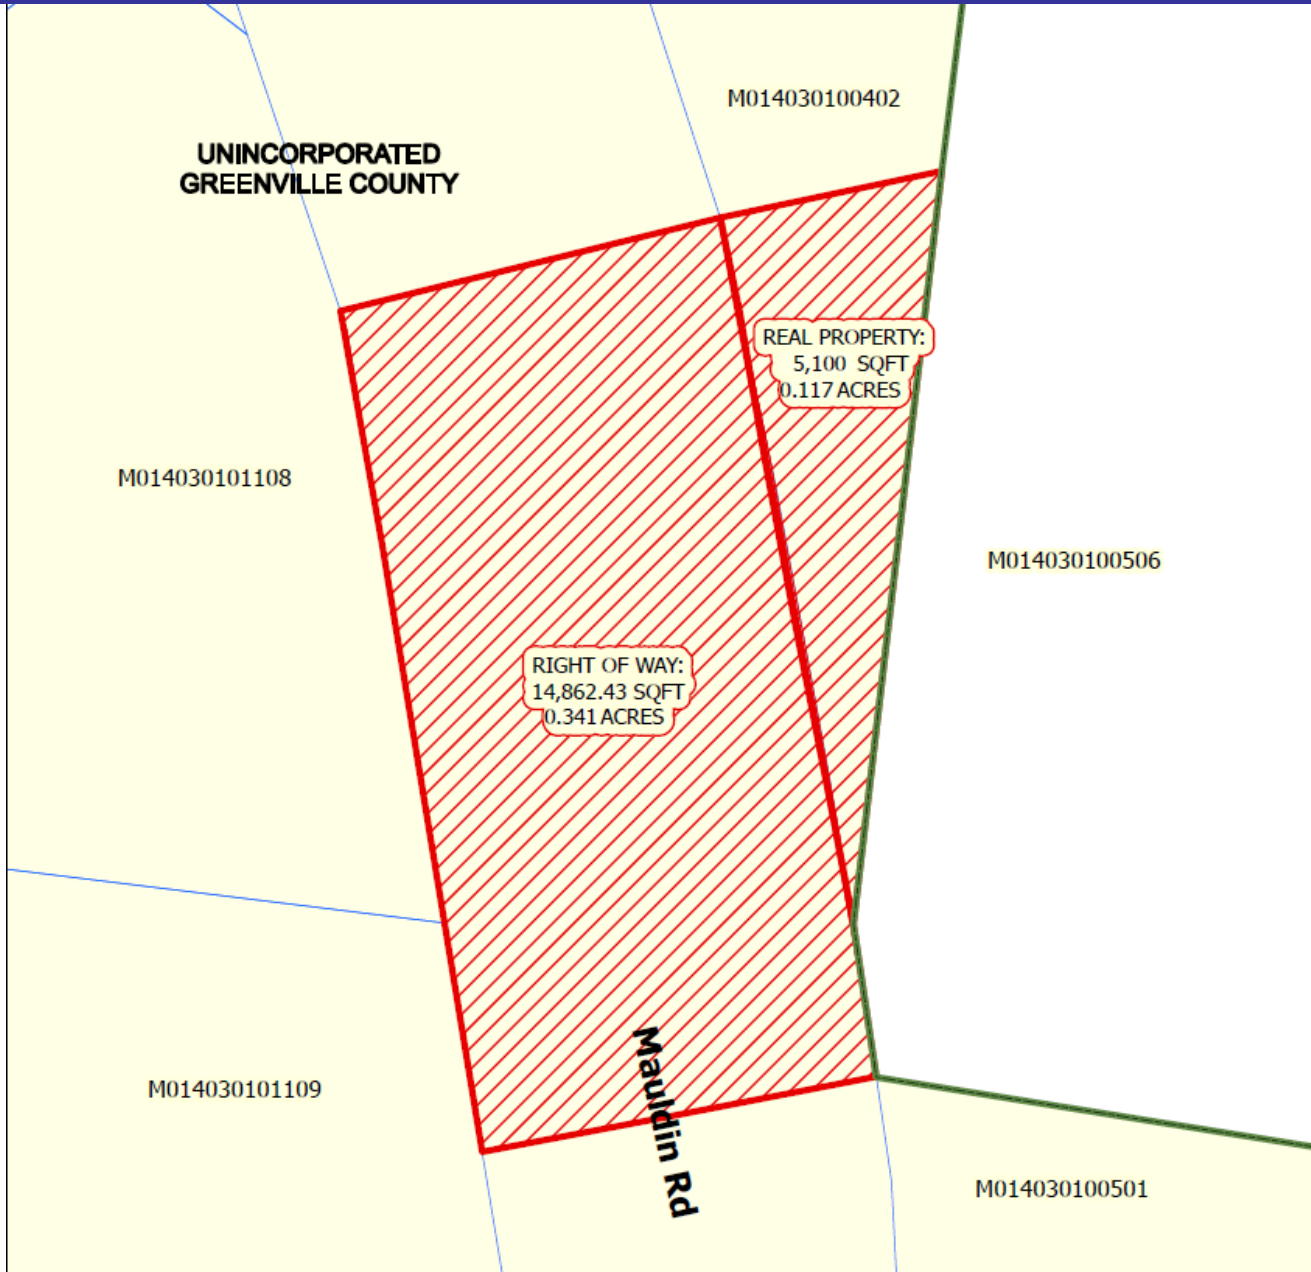 M014030100402
UNINCORPORATED
GREENVILLE COUNTY
REAL PROPERTY:
5,100 SQFT
0.117 ACRES
M014030101108
M014030100506
RIGHT OF WAY:
14,862.43 SQFT
0.341 ACRES
Mauldin Rd
M014030101109
M014030100501